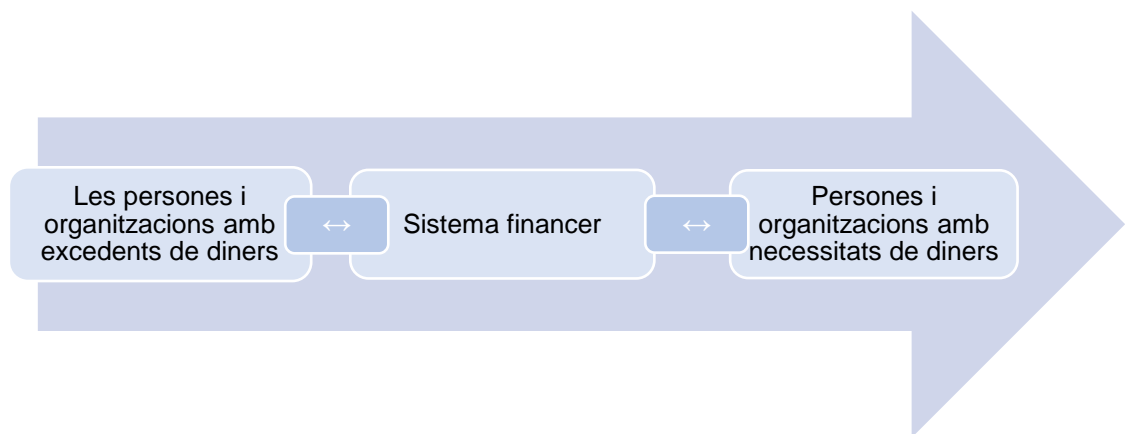 Les persones i
organitzacions amb
excedents de diners
↔
Sistema financer
↔
Persones i
organitzacions amb
necessitats de diners